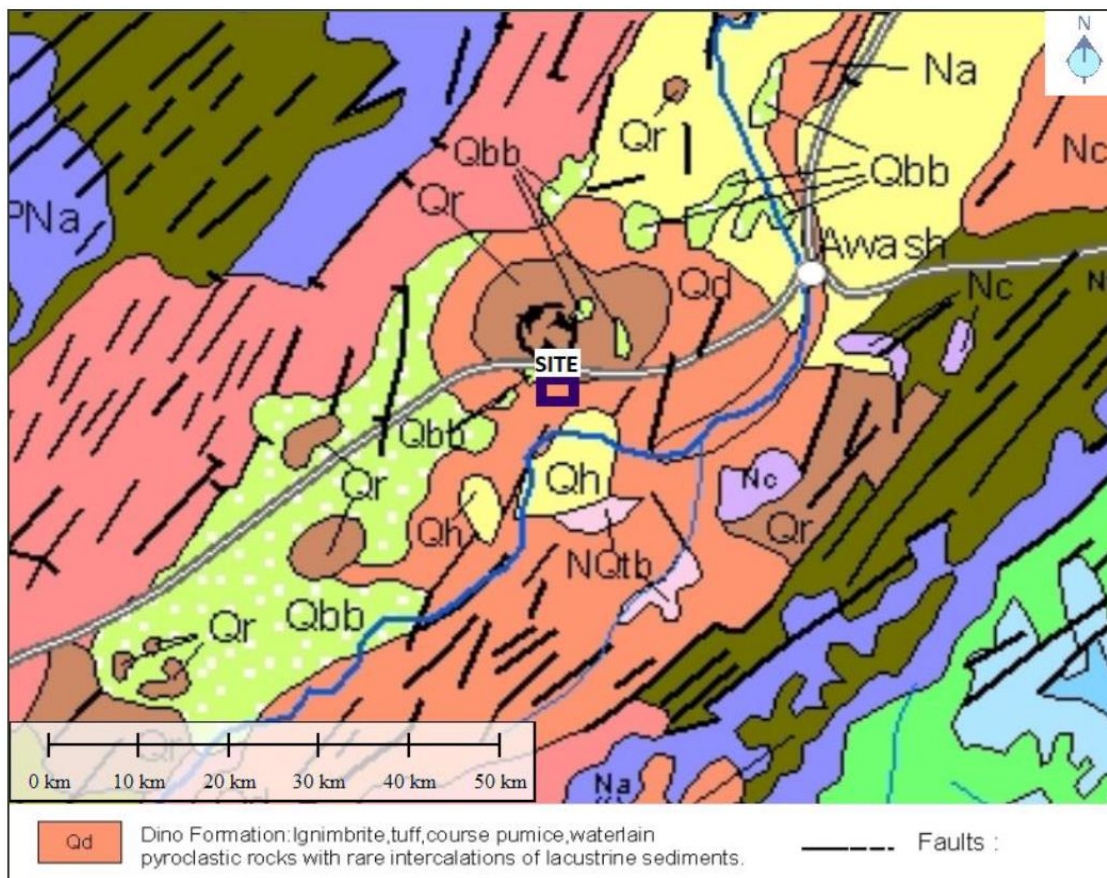 N
Na
Qr
Qbb
Nc
Qbb
Qr
PNa
Awash
Qd
Nc
N
SITE
Qbb
Qr
Nc
Qh
Qh
Qr
NQtb
Qbb
Qr
Qr
Na
0 km 10 km 20 km 30 km 40 km 50 km
Qd
Dino Formation:Ignimbrite,tuff,course pumice,waterlain
pyroclastic rocks with rare intercalations of lacustrine sediments.
Faults :